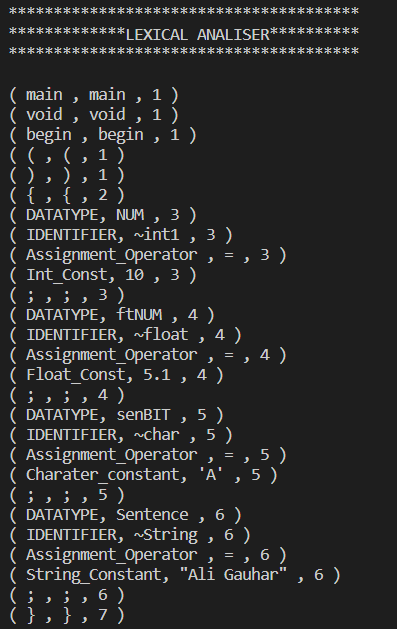 ***************************************
*************LEXICAL ANALISER**********
***************************************
( main , main , 1 )
( void , void , 1 )
( begin , begin , 1 )
( ( , ( , 1 )
( ) , ) , 1 )
( { , { , 2 )
( DATATYPE, NUM , 3 )
( IDENTIFIER, ~int1 , 3 )
( Assignment_Operator , = , 3 )
( Int_Const, 10 , 3 )
( ; , ; , 3 )
( DATATYPE, ftNUM , 4 )
( IDENTIFIER, ~float , 4 )
( Assignment_Operator , = , 4 )
( Float_Const, 5.1 , 4 )
( ; , ; , 4 )
( DATATYPE, senBIT , 5 )
( IDENTIFIER, ~char , 5 )
( Assignment_Operator , = , 5 )
( Charater_constant, 'A' , 5 )
( ; , ; , 5 )
( DATATYPE, Sentence , 6 )
( IDENTIFIER, ~String , 6 )
( Assignment_Operator , = , 6 )
( String_Constant, "Ali Gauhar" , 6 )
( ; , ; , 6 )
( } , } , 7 )